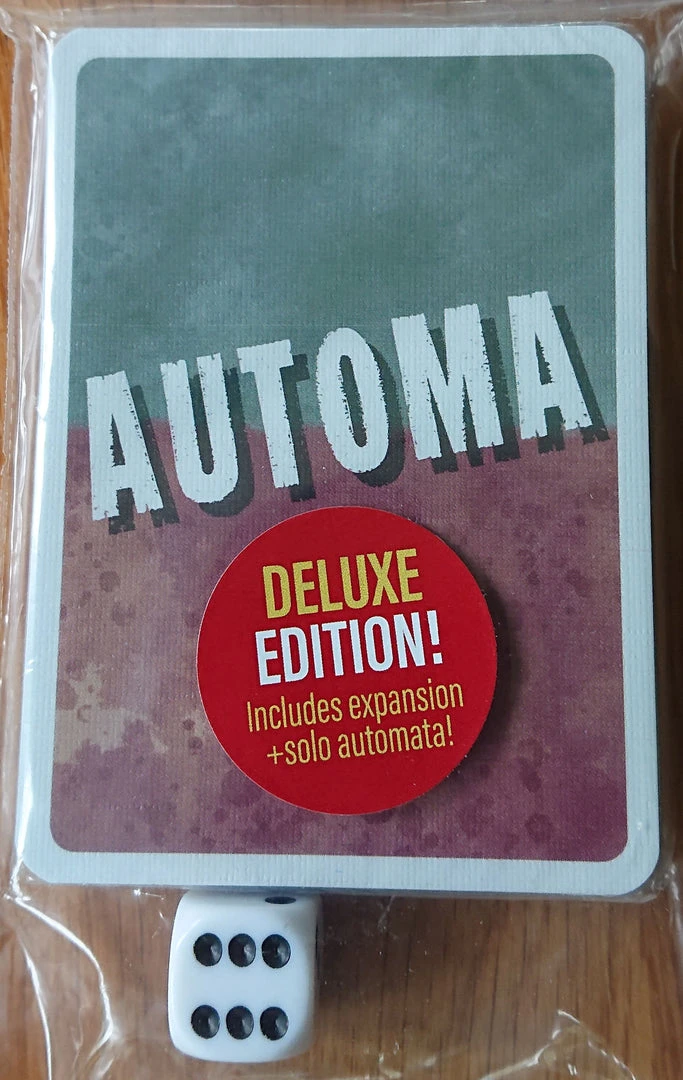 AUTOMA
DELUXE
EDITION!
Includes expansion
+solo automata!